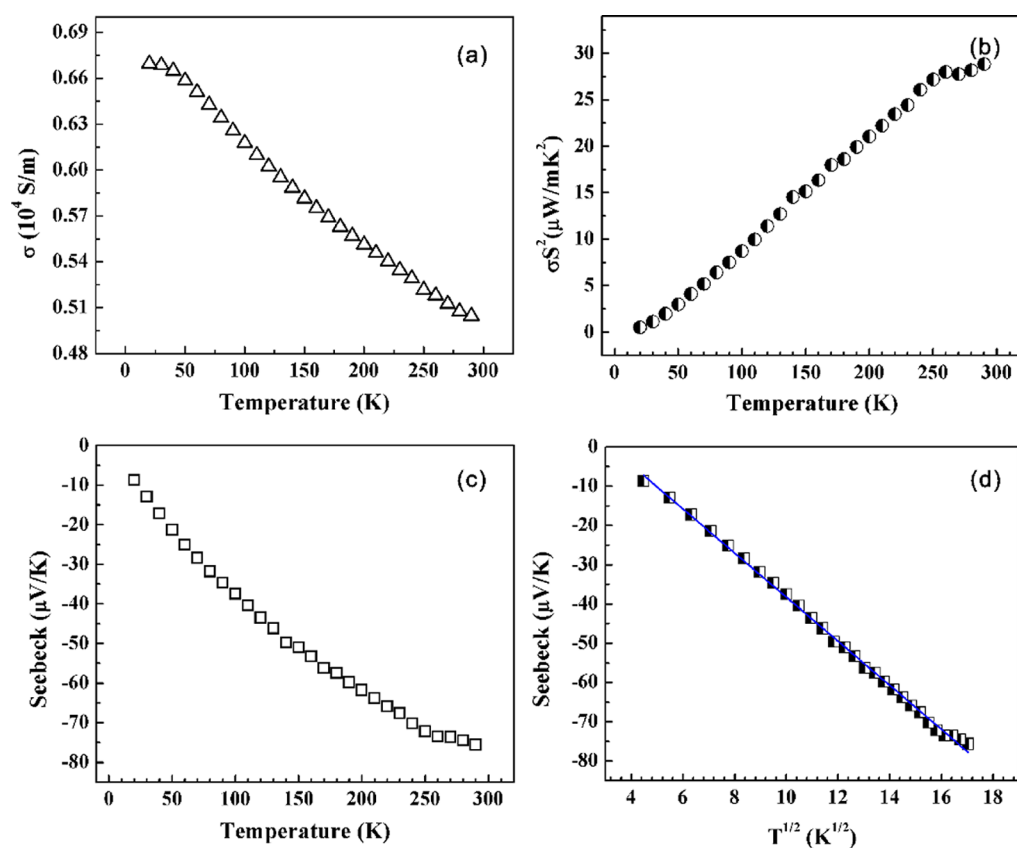 (a)
σ (10⁴ S/m)
0.69
0.66
0.63
0.60
0.57
0.54
0.51
0.48
0 50 100 150 200 250 300
Temperature (K)
(b)
σS²(μW/mK²)
30
25
20
15
10
5
0
0 50 100 150 200 250 300
Temperature (K)
(c)
Seebeck (μV/K)
0
-10
-20
-30
-40
-50
-60
-70
-80
0 50 100 150 200 250 300
Temperature (K)
(d)
Seebeck (μV/K)
0
-10
-20
-30
-40
-50
-60
-70
-80
4 6 8 10 12 14 16 18
T^1/2 (K^1/2)